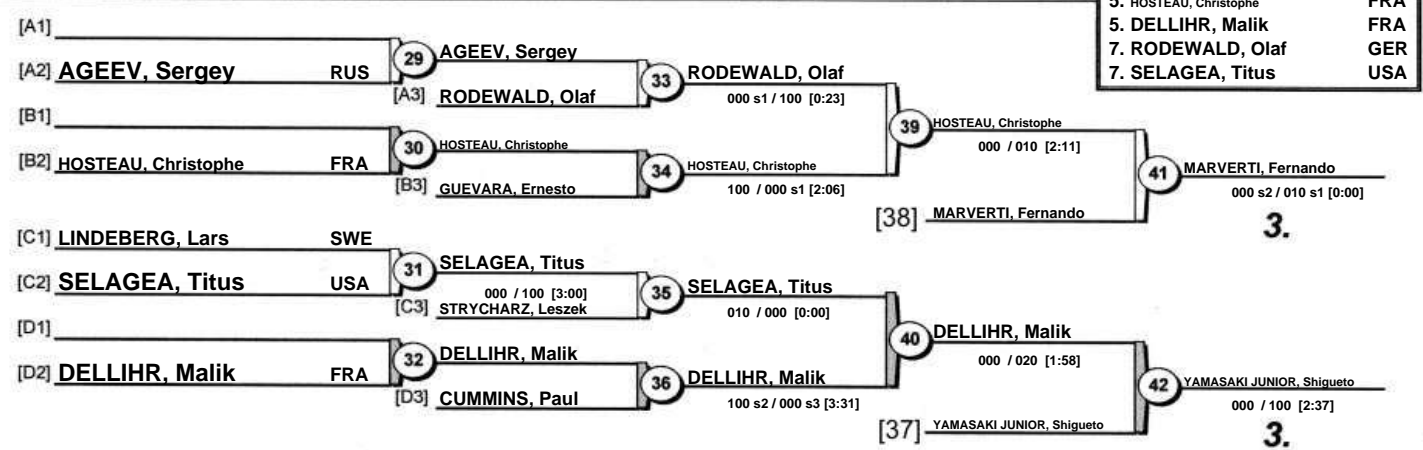 5. HOSTEAU, Christophe FRA
5. DELLIHR, Malik FRA
7. RODEWALD, Olaf GER
7. SELAGEA, Titus USA
[A1]
[A2] AGEEV, Sergey RUS
29
AGEEV, Sergey
[A3] RODEWALD, Olaf
33
RODEWALD, Olaf
000 s1 / 100 [0:23]
[B1]
[B2] HOSTEAU, Christophe FRA
30
HOSTEAU, Christophe
[B3] GUEVARA, Ernesto
34
HOSTEAU, Christophe
100 / 000 s1 [2:06]
39
HOSTEAU, Christophe
000 / 010 [2:11]
[38] MARVERTI, Fernando
41
MARVERTI, Fernando
000 s2 / 010 s1 [0:00]
3.
[C1] LINDEBERG, Lars SWE
[C2] SELAGEA, Titus USA
31
SELAGEA, Titus
000 / 100 [3:00]
[C3] STRYCHARZ, Leszek
35
SELAGEA, Titus
010 / 000 [0:00]
[D1]
[D2] DELLIHR, Malik FRA
32
DELLIHR, Malik
[D3] CUMMINS, Paul
36
DELLIHR, Malik
100 s2 / 000 s3 [3:31]
40
DELLIHR, Malik
000 / 020 [1:58]
[37] YAMASAKI JUNIOR, Shigueto
42
YAMASAKI JUNIOR, Shigueto
000 / 100 [2:37]
3.